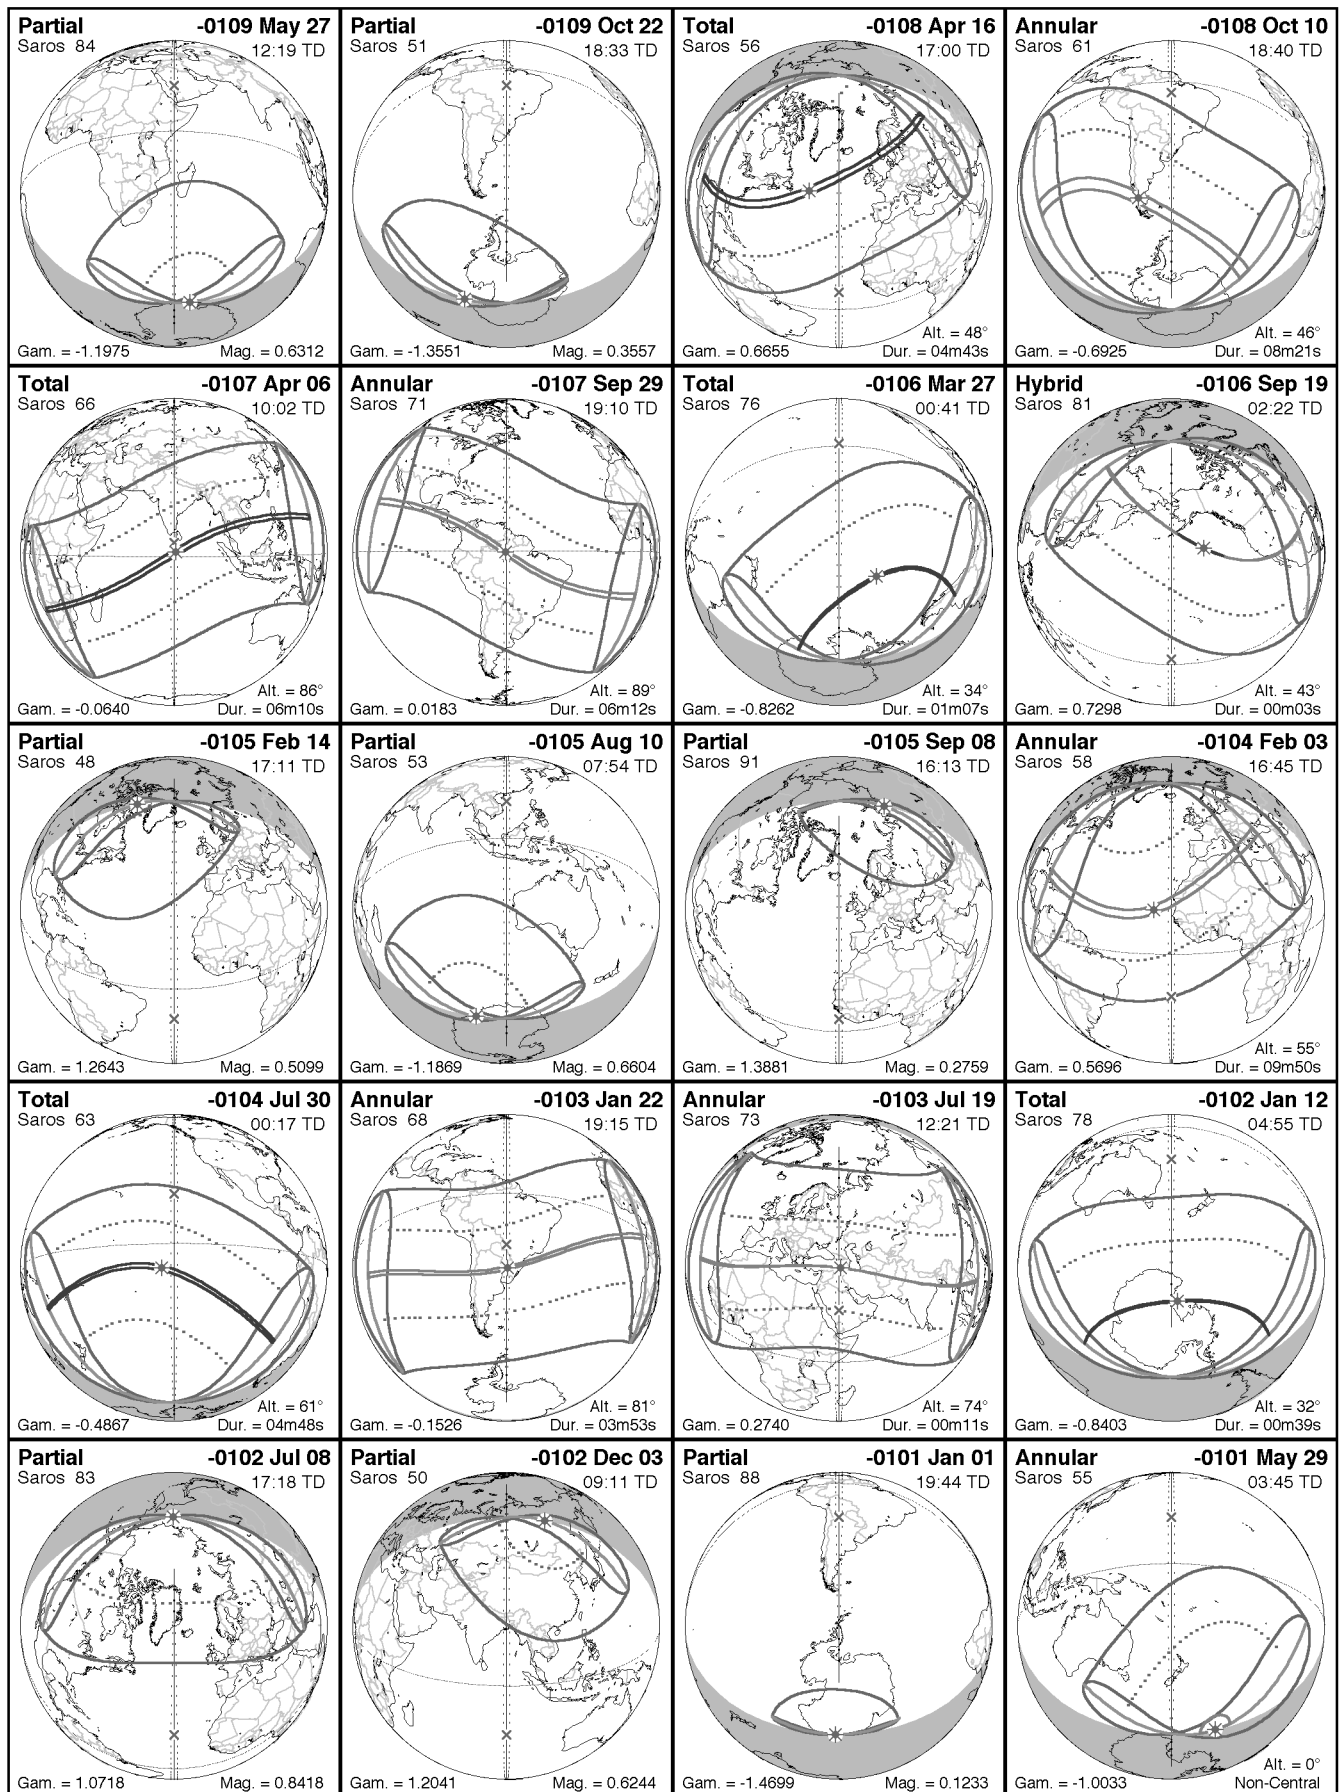 Partial -0109 May 27
Saros 84 12:19 TD
Gam. = -1.1975 Mag. = 0.6312
Partial -0109 Oct 22
Saros 51 18:33 TD
Gam. = -1.3551 Mag. = 0.3557
Total -0108 Apr 16
Saros 56 17:00 TD
Alt. = 48°
Gam. = 0.6655 Dur. = 04m43s
Annular -0108 Oct 10
Saros 61 18:40 TD
Alt. = 46°
Gam. = -0.6925 Dur. = 08m21s
Total -0107 Apr 06
Saros 66 10:02 TD
Alt. = 86°
Gam. = -0.0640 Dur. = 06m10s
Annular -0107 Sep 29
Saros 71 19:10 TD
Alt. = 89°
Gam. = 0.0183 Dur. = 06m12s
Total -0106 Mar 27
Saros 76 00:41 TD
Alt. = 34°
Gam. = -0.8262 Dur. = 01m07s
Hybrid -0106 Sep 19
Saros 81 02:22 TD
Alt. = 43°
Gam. = 0.7298 Dur. = 00m03s
Partial -0105 Feb 14
Saros 48 17:11 TD
Gam. = 1.2643 Mag. = 0.5099
Partial -0105 Aug 10
Saros 53 07:54 TD
Gam. = -1.1869 Mag. = 0.6604
Partial -0105 Sep 08
Saros 91 16:13 TD
Gam. = 1.3881 Mag. = 0.2759
Annular -0104 Feb 03
Saros 58 16:45 TD
Alt. = 55°
Gam. = 0.5696 Dur. = 09m50s
Total -0104 Jul 30
Saros 63 00:17 TD
Alt. = 61°
Gam. = -0.4867 Dur. = 04m48s
Annular -0103 Jan 22
Saros 68 19:15 TD
Alt. = 81°
Gam. = -0.1526 Dur. = 03m53s
Annular -0103 Jul 19
Saros 73 12:21 TD
Alt. = 74°
Gam. = 0.2740 Dur. = 00m11s
Total -0102 Jan 12
Saros 78 04:55 TD
Alt. = 32°
Gam. = -0.8403 Dur. = 00m39s
Partial -0102 Jul 08
Saros 83 17:18 TD
Gam. = 1.0718 Mag. = 0.8418
Partial -0102 Dec 03
Saros 50 09:11 TD
Gam. = 1.2041 Mag. = 0.6244
Partial -0101 Jan 01
Saros 88 19:44 TD
Gam. = -1.4699 Mag. = 0.1233
Annular -0101 May 29
Saros 55 03:45 TD
Alt. = 0°
Gam. = -1.0033 Non-Central